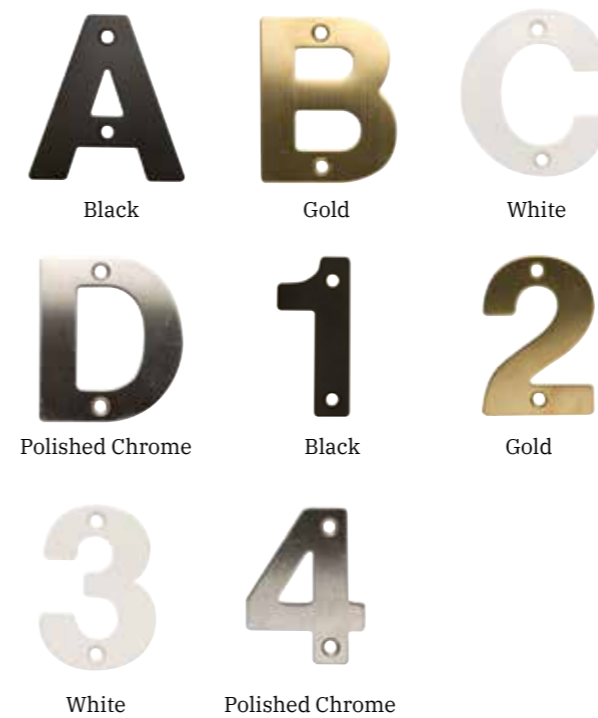 A B C
Black Gold White
D 1 2
Polished Chrome Black Gold
3 4
White Polished Chrome